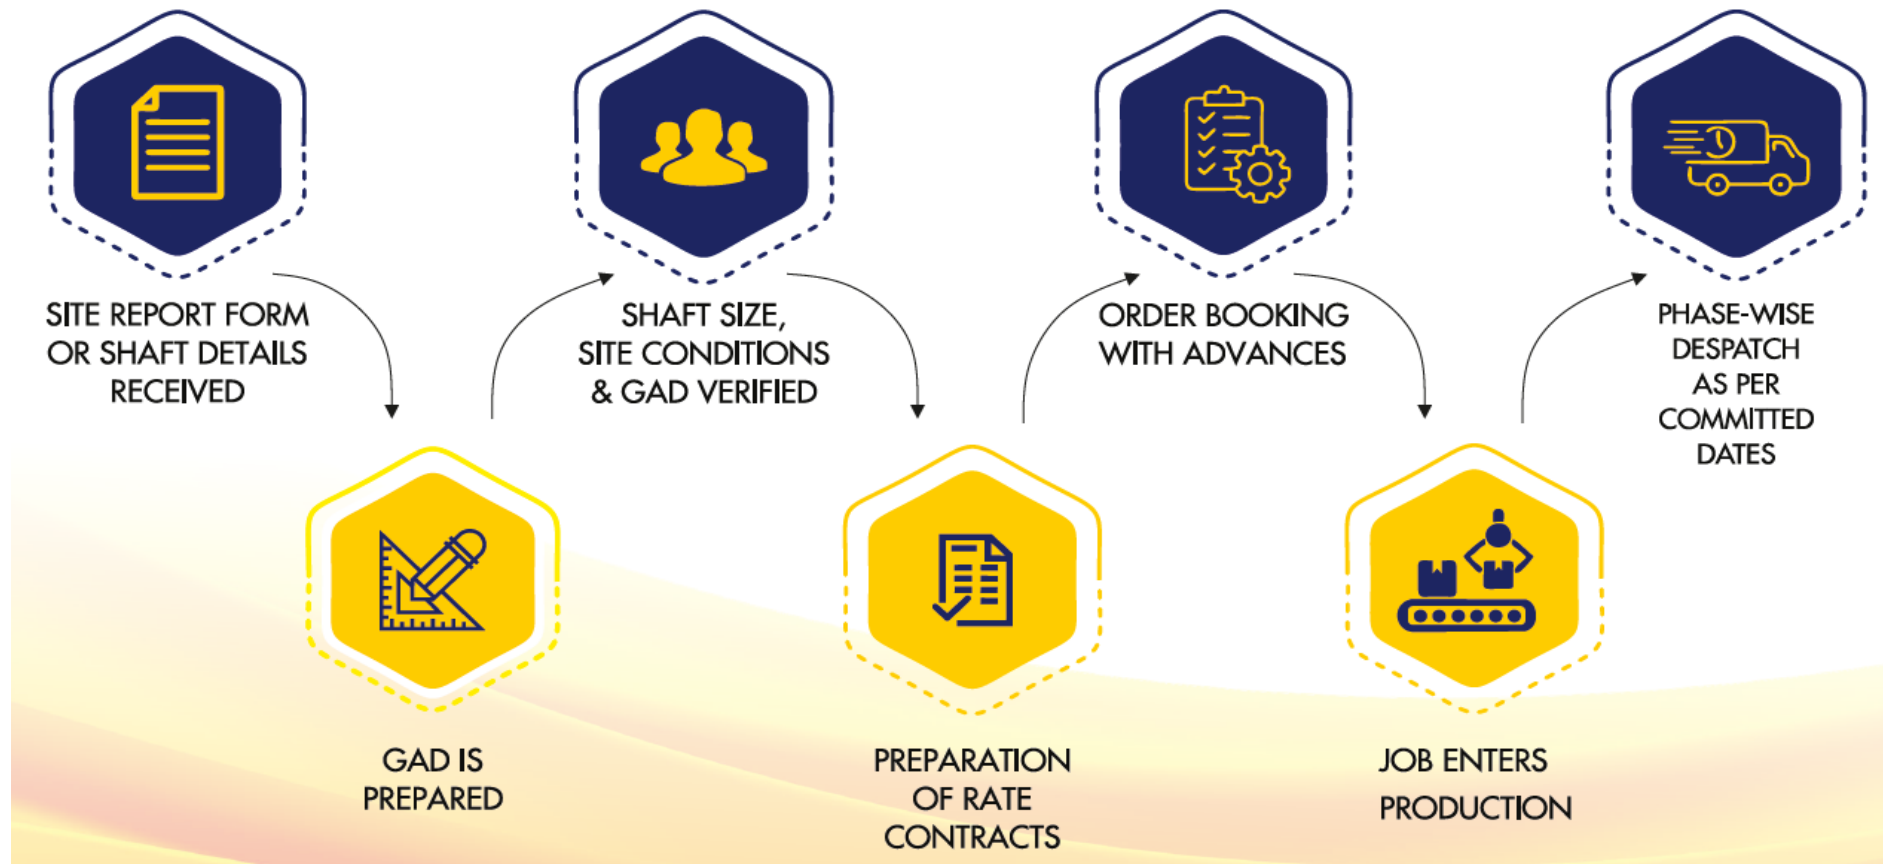 SITE REPORT FORM
OR SHAFT DETAILS
RECEIVED
GAD IS
PREPARED
SHAFT SIZE,
SITE CONDITIONS
& GAD VERIFIED
PREPARATION
OF RATE
CONTRACTS
ORDER BOOKING
WITH ADVANCES
JOB ENTERS
PRODUCTION
PHASE-WISE
DESPATCH
AS PER
COMMITTED
DATES